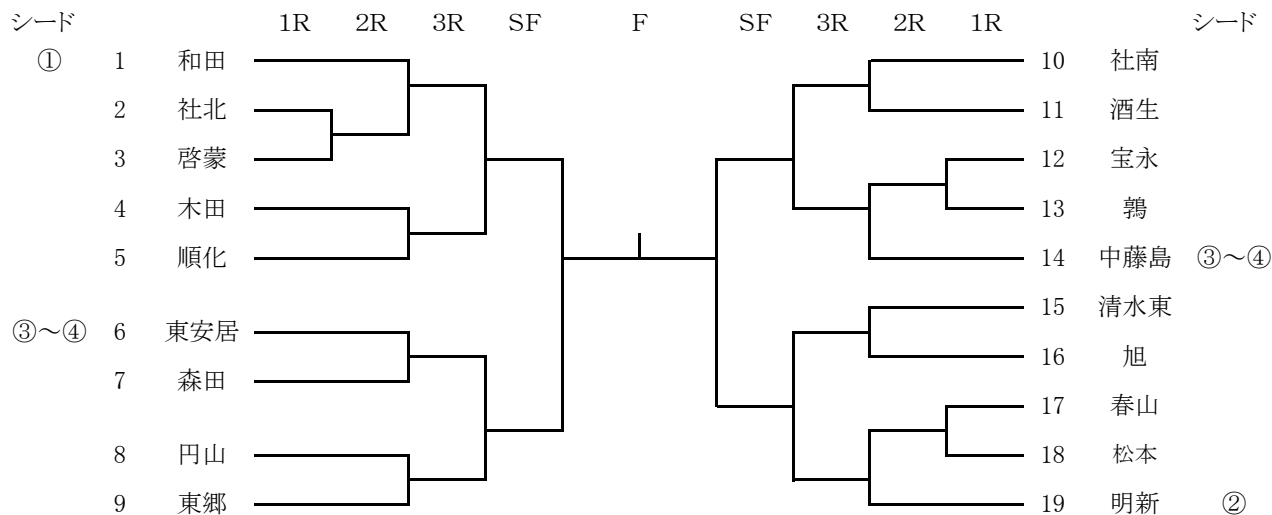 シード 1R 2R 3R SF F SF 3R 2R 1R シード
① 1 和田 10 社南
2 社北 11 酒生
3 啓蒙 12 宝永
4 木田 13 鶉
5 順化 14 中藤島 ③～④
15 清水東
③～④ 6 東安居
16 旭
7 森田
17 春山
8 円山 18 松本
9 東郷 19 明新 ②